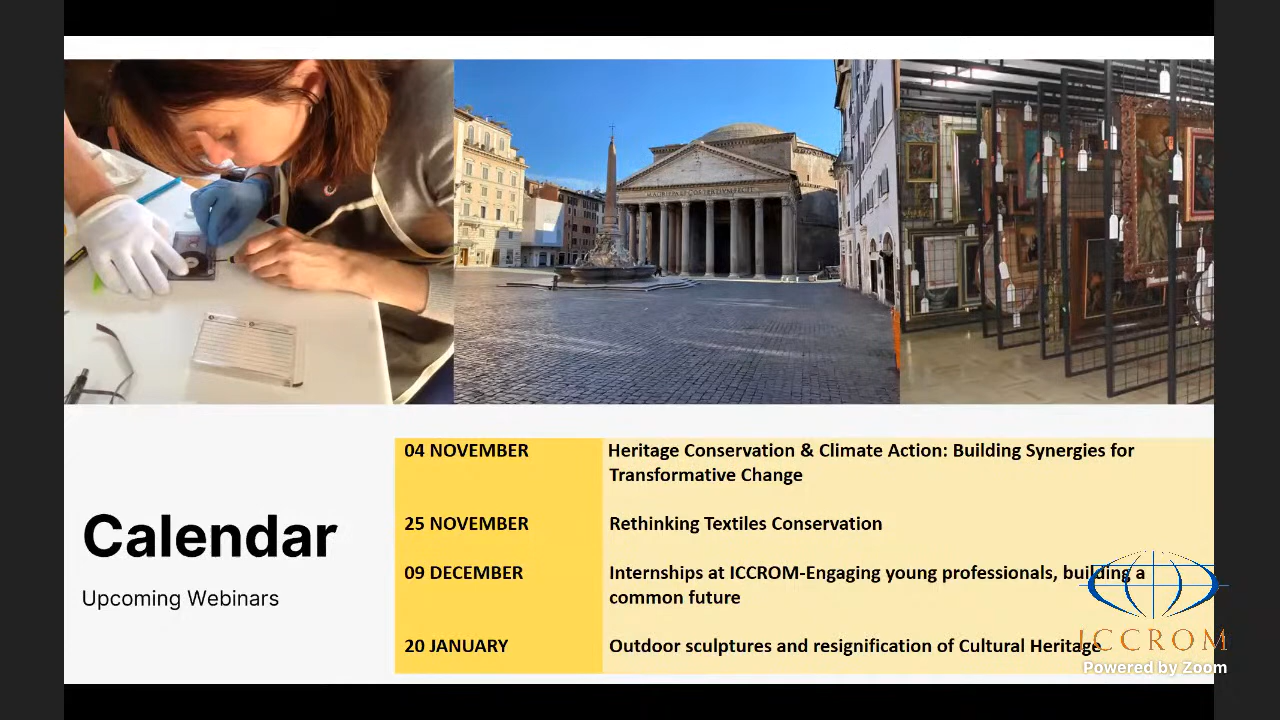 04 NOVEMBER
Heritage Conservation & Climate Action: Building Synergies for
Transformative Change
25 NOVEMBER
Rethinking Textiles Conservation
Calendar
09 DECEMBER
Internships at ICCROM-Engaging young professionals, building a
common future
Upcoming Webinars
20 JANUARY
Outdoor sculptures and resignification of Cultural Heritage
ICCROM
Powered by Zoom